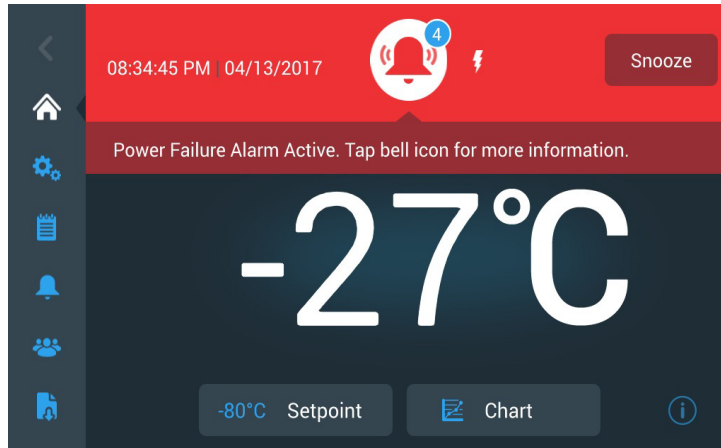 4
08:34:45 PM | 04/13/2017
Snooze
Power Failure Alarm Active. Tap bell icon for more information.
-27°C
-80°C Setpoint
Chart